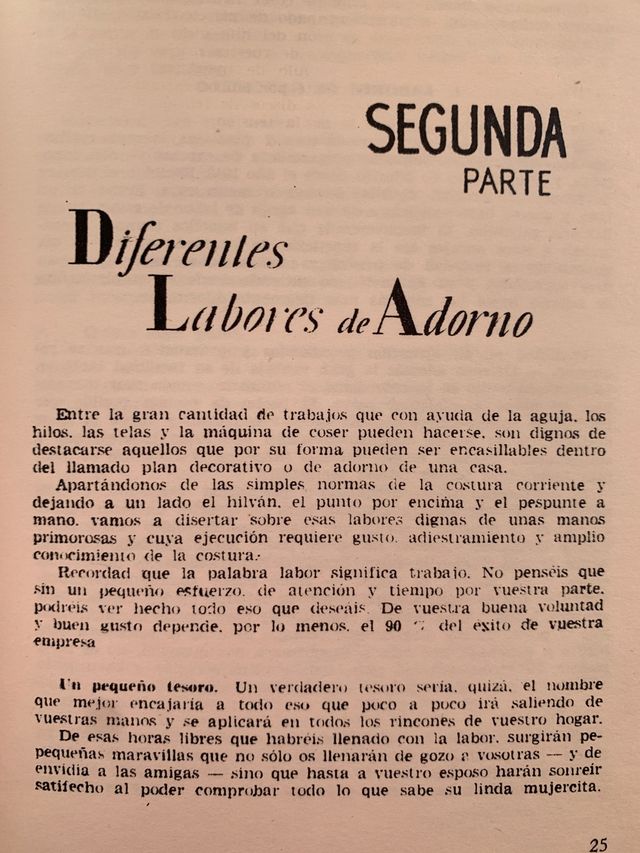 SEGUNDA
PARTE
Diferentes
Labores de Adorno
Entre la gran cantidad de trabajos que con ayuda de la aguja, los
hilos, las telas y la máquina de coser pueden hacerse, son dignos de
destacarse aquellos que por su forma pueden ser encasillables dentro
del llamado plan decorativo o de adorno de una casa.
Apartándonos de las simples normas de la costura corriente y
dejando a un lado el hilván, el punto por encima y el pespunte a
mano, vamos a disertar sobre esas labores dignas de unas manos
primorosas y cuya ejecución requiere gusto, adiestramiento y amplio
conocimiento de la costura.
Recordad que la palabra labor significa trabajo. No penséis que
sin un pequeño esfuerzo, de atención y tiempo por vuestra parte,
podréis ver hecho todo eso que deseáis. De vuestra buena voluntad
y buen gusto depende, por lo menos, el 90 % del exito de vuestra
empresa
Un pequeño tesoro. Un verdadero tesoro sería, quizá, el nombre
que mejor encajaría a todo eso que poco a poco irá saliendo de
vuestras manos y se aplicará en todos los rincones de vuestro hogar.
De esas horas libres que habréis llenado con la labor, surgirán pe-
pequeñas maravillas que no sólo os llenarán de gozo a vosotras — y de
envidia a las amigas — sino que hasta a vuestro esposo harán sonreír
satifecho al poder comprobar todo lo que sabe su linda mujercita.
25